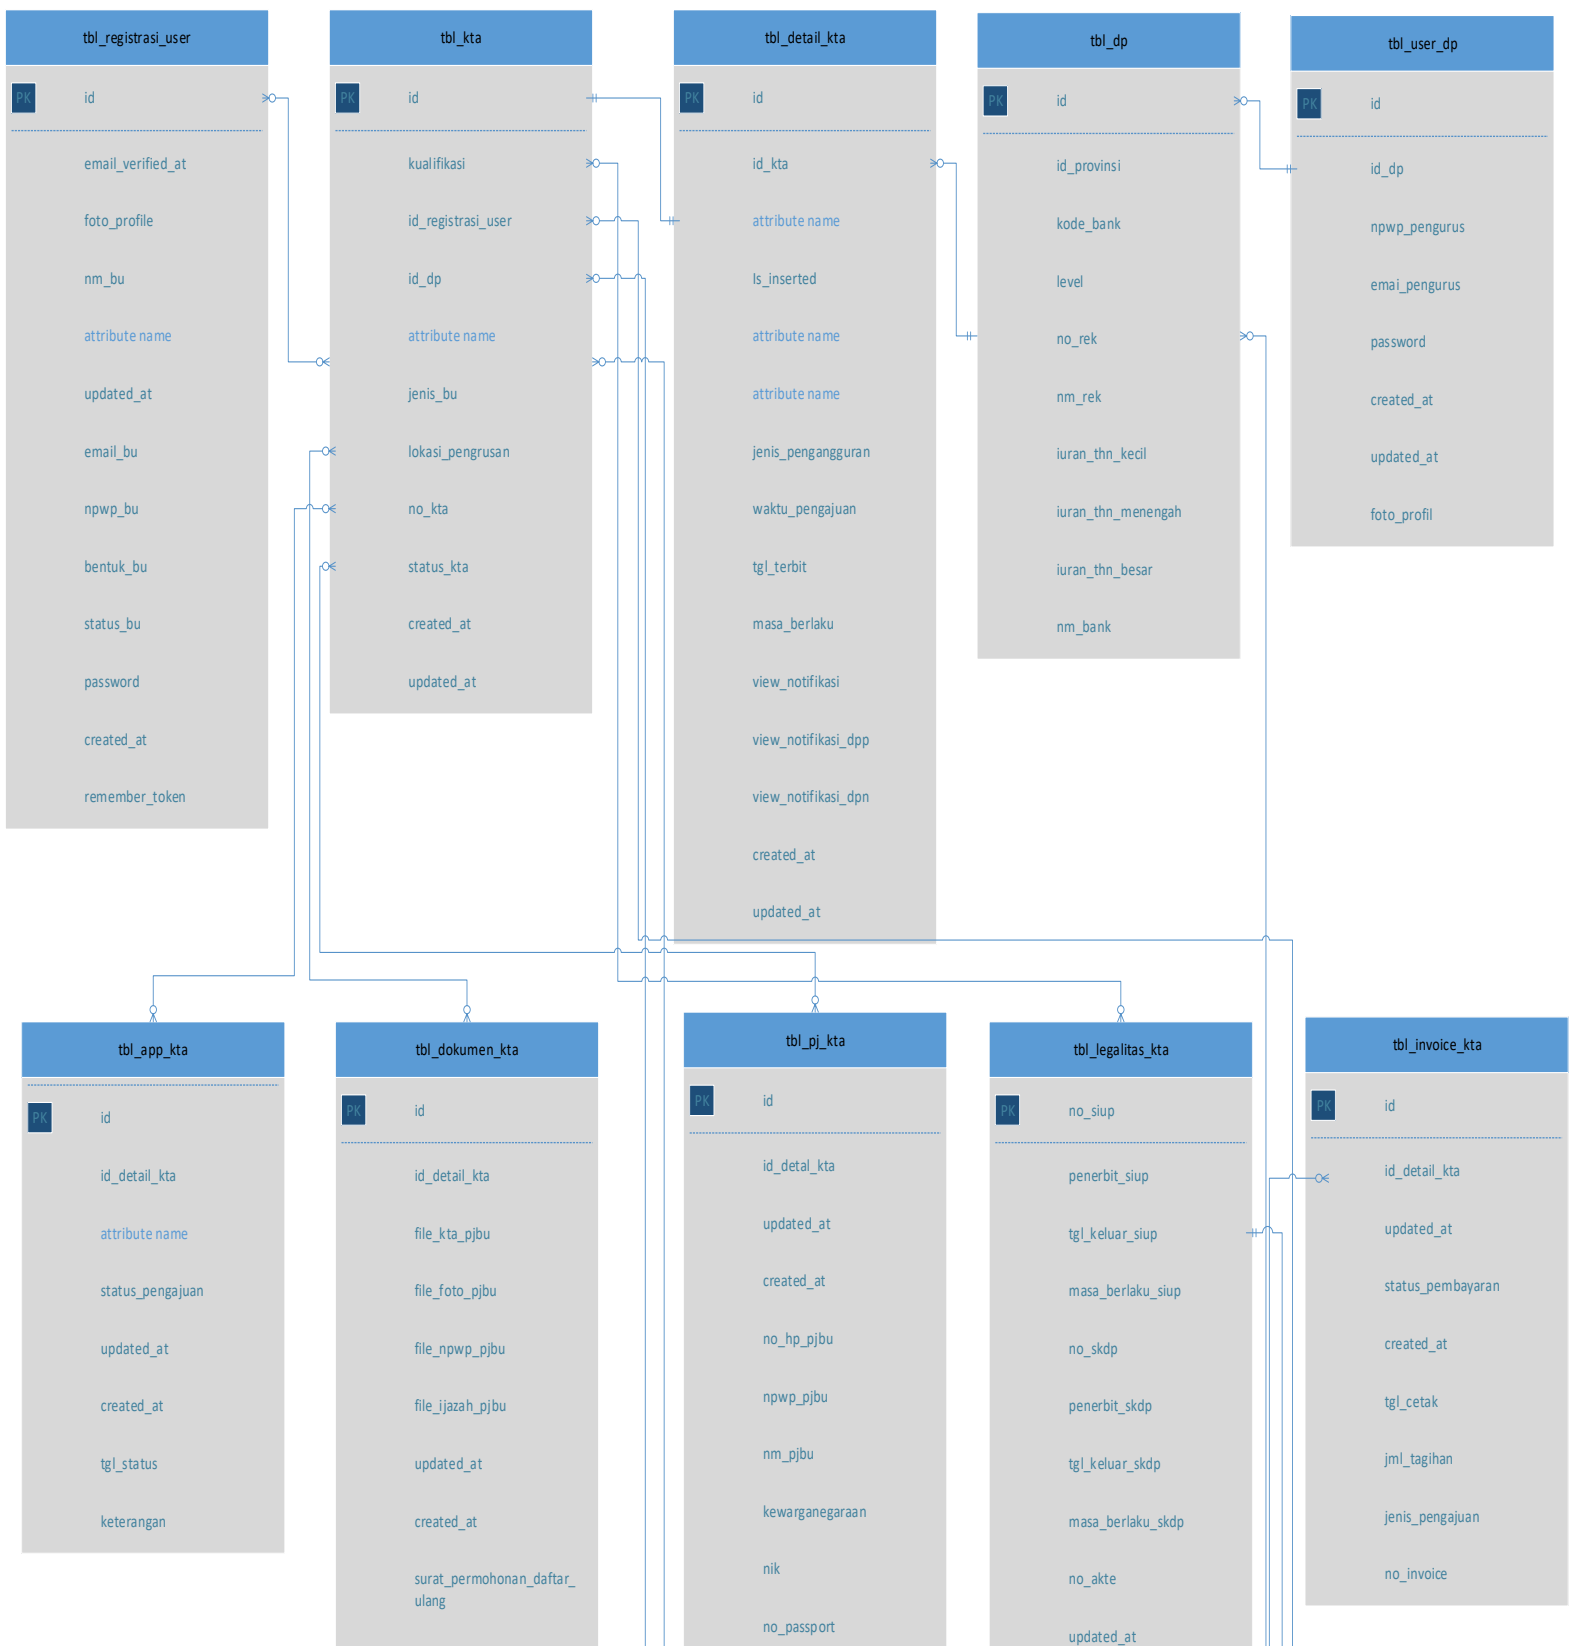 tbl_registrasi_user
PK
id
email_verified_at
foto_profile
nm_bu
attribute name
updated_at
email_bu
npwp_bu
bentuk_bu
status_bu
password
created_at
remember_token
tbl_kta
PK
id
kualifikasi
id_registrasi_user
id_dp
attribute name
jenis_bu
lokasi_pengrusan
no_kta
status_kta
created_at
updated_at
tbl_detail_kta
PK
id
id_kta
attribute name
Is_inserted
attribute name
attribute name
jenis_pengangguran
waktu_pengajuan
tgl_terbit
masa_berlaku
view_notifikasi
view_notifikasi_dpp
view_notifikasi_dpn
created_at
updated_at
tbl_dp
PK
id
id_provinsi
kode_bank
level
no_rek
nm_rek
iuran_thn_kecil
iuran_thn_menengah
iuran_thn_besar
nm_bank
tbl_user_dp
PK
id
id_dp
npwp_pengurus
emai_pengurus
password
created_at
updated_at
foto_profil
tbl_app_kta
PK
id
id_detail_kta
attribute name
status_pengajuan
updated_at
created_at
tgl_status
keterangan
tbl_dokumen_kta
PK
id
id_detail_kta
file_kta_pjbu
file_foto_pjbu
file_npwp_pjbu
file_ijazah_pjbu
updated_at
created_at
surat_permohonan_daftar_
ulang
tbl_pj_kta
PK
id
id_detal_kta
updated_at
created_at
no_hp_pjbu
npwp_pjbu
nm_pjbu
kewarganegaraan
nik
no_passport
tbl_legalitas_kta
PK
no_siup
penerbit_siup
tgl_keluar_siup
masa_berlaku_siup
no_skdp
penerbit_skdp
tgl_keluar_skdp
masa_berlaku_skdp
no_akte
updated_at
tbl_invoice_kta
PK
id
id_detail_kta
updated_at
status_pembayaran
created_at
tgl_cetak
jml_tagihan
jenis_pengajuan
no_invoice